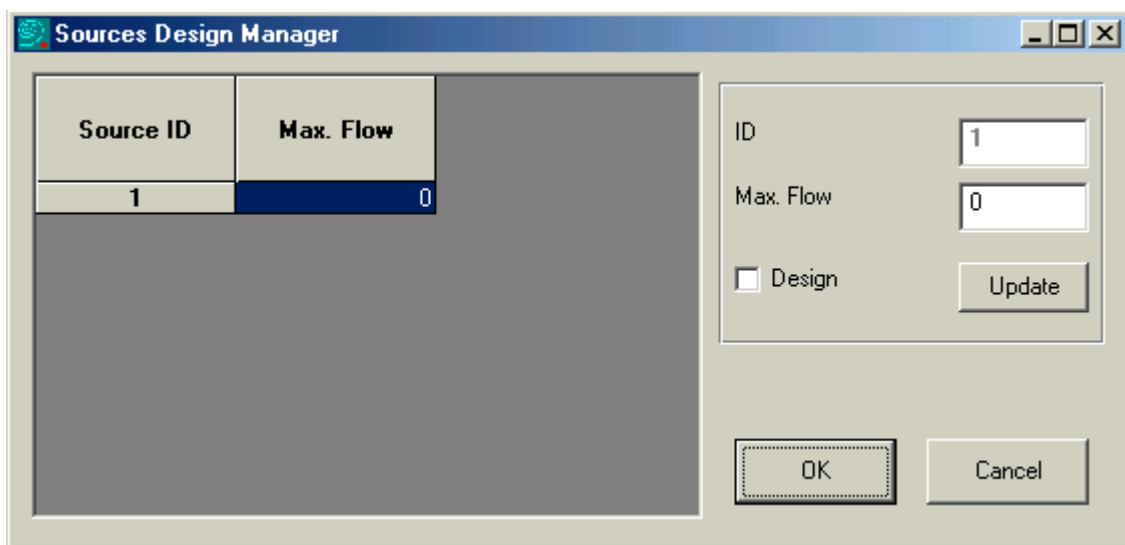 Sources Design Manager
Source ID Max. Flow
1 0
ID 1
Max. Flow 0
Design Update
OK Cancel